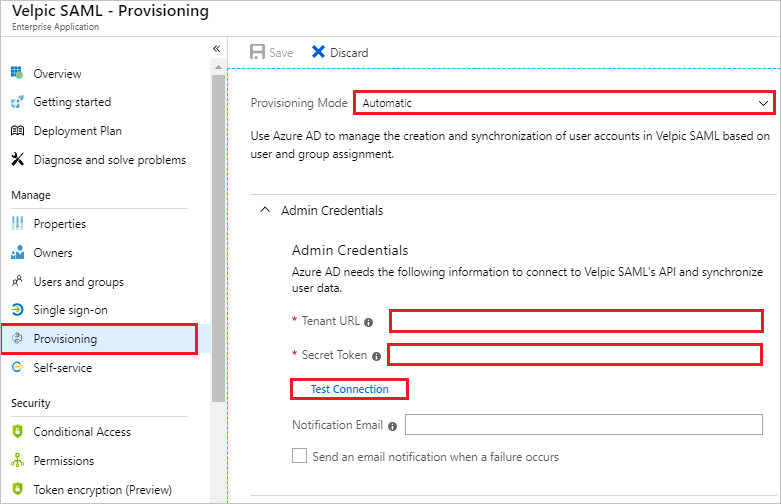 Velpic SAML - Provisioning
Enterprise Application
«
Overview
Getting started
Deployment Plan
Diagnose and solve problems
Manage
Properties
Owners
Users and groups
Single sign-on
Provisioning
Self-service
Security
Conditional Access
Permissions
Token encryption (Preview)
Save
Discard
Provisioning Mode
Automatic
Use Azure AD to manage the creation and synchronization of user accounts in Velpic SAML based on
user and group assignment.
Admin Credentials
Admin Credentials
Azure AD needs the following information to connect to Velpic SAML's API and synchronize
user data.
* Tenant URL
* Secret Token
Test Connection
Notification Email
Send an email notification when a failure occurs